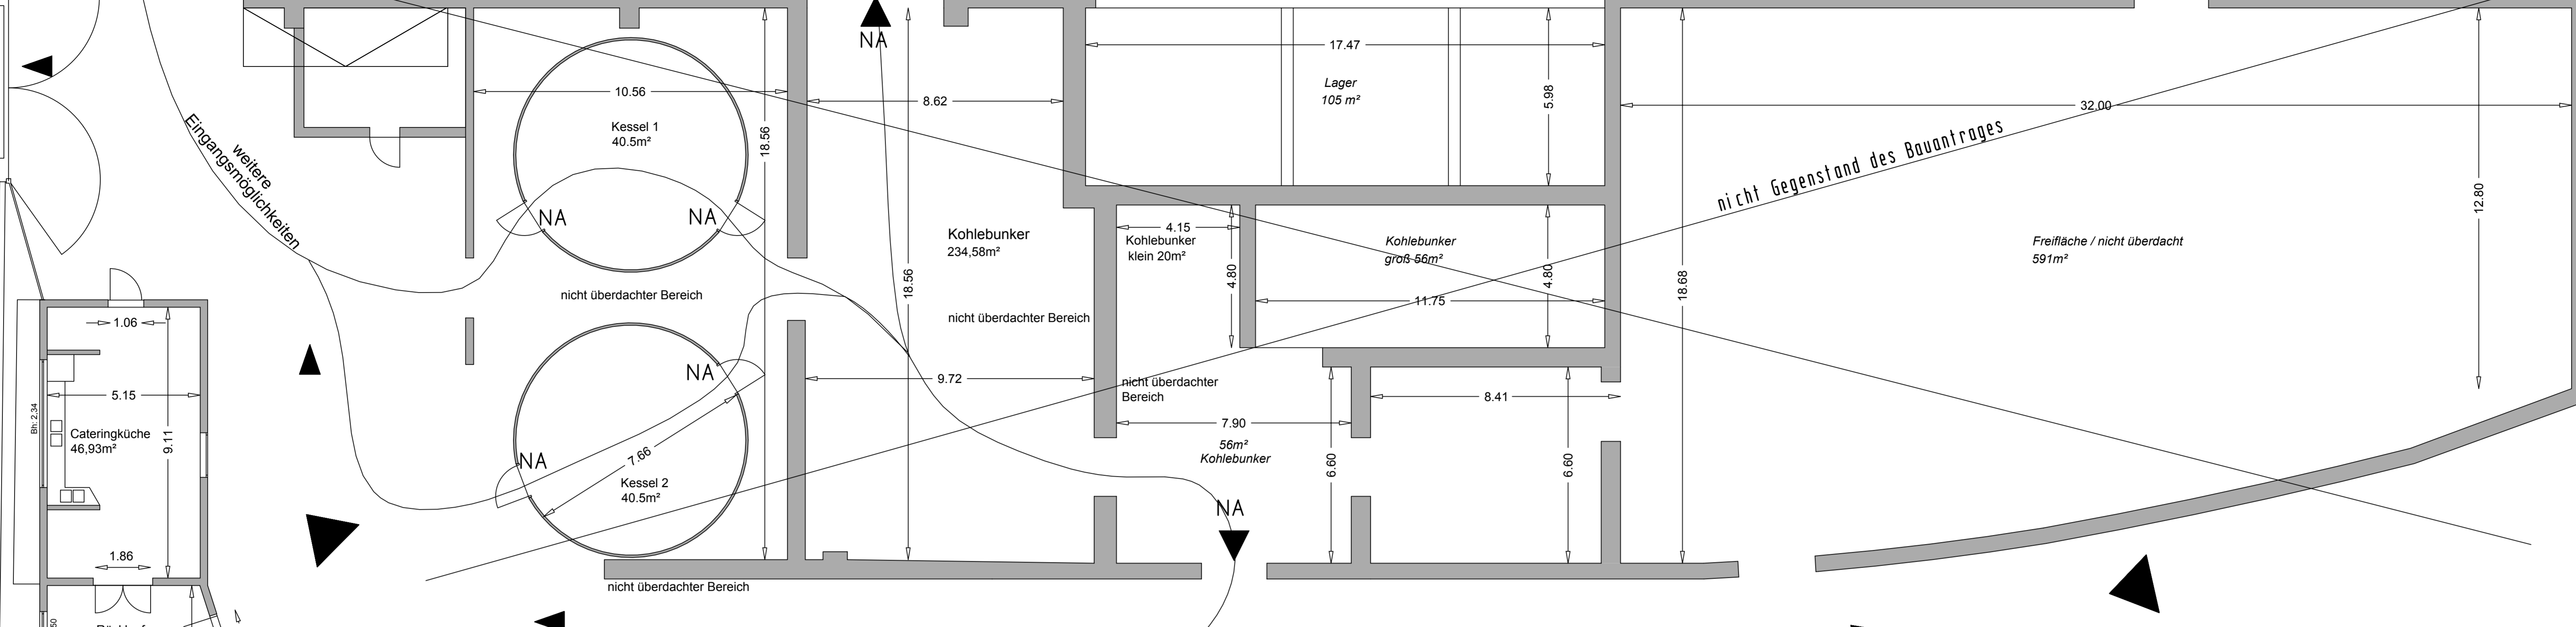 NA
17.47
Lager
105 m²
5.98
10.56
8.62
32.00
Kessel 1
40.5m²
18.56
weitere
Eingangsmöglichkeiten
nicht Gegenstand des Bauantrages
12.80
NA
NA
Kohlebunker
234,58m²
4.15
Kohlebunker
klein 20m²
Kohlebunker
groß 56m²
Freifläche / nicht überdacht
591m²
4.80
4.80
18.68
18.56
nicht überdachter Bereich
11.75
1.06
nicht überdachter Bereich
NA
9.72
nicht überdachter
Bereich
5.15
8.41
Bh: 2.34
7.90
Cateringküche
46,93m²
9.11
56m²
Kohlebunker
7.66
NA
6.60
6.60
Kessel 2
40.5m²
NA
1.86
nicht überdachter Bereich
50